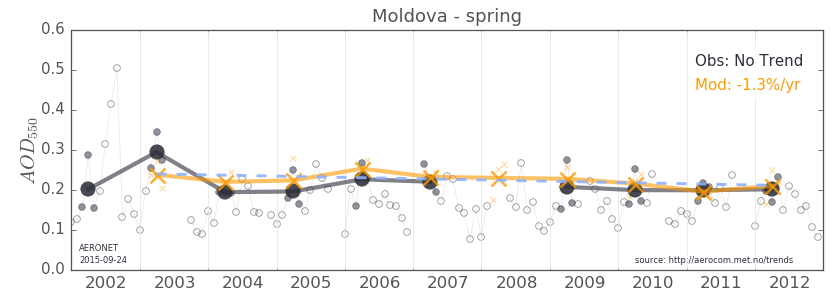 Moldova - spring
0.6
0.5
0.4
0.3
0.2
0.1
0.0
AOD550
Obs: No Trend
Mod: -1.3%/yr
AERONET
2015-09-24
source: http://aerocom.met.no/trends
2002 2003 2004 2005 2006 2007 2008 2009 2010 2011 2012